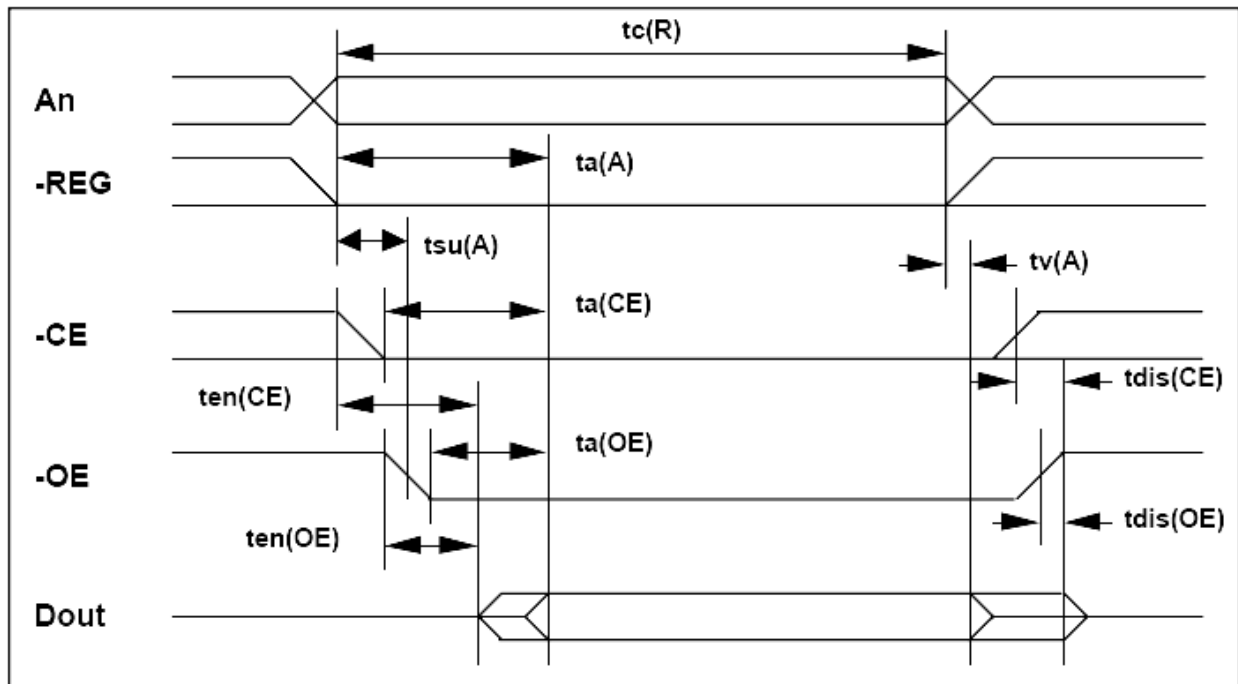 tc(R)
An
ta(A)
-REG
tsu(A)
tv(A)
ta(CE)
-CE
ten(CE)
tdis(CE)
ta(OE)
-OE
tdis(OE)
ten(OE)
Dout